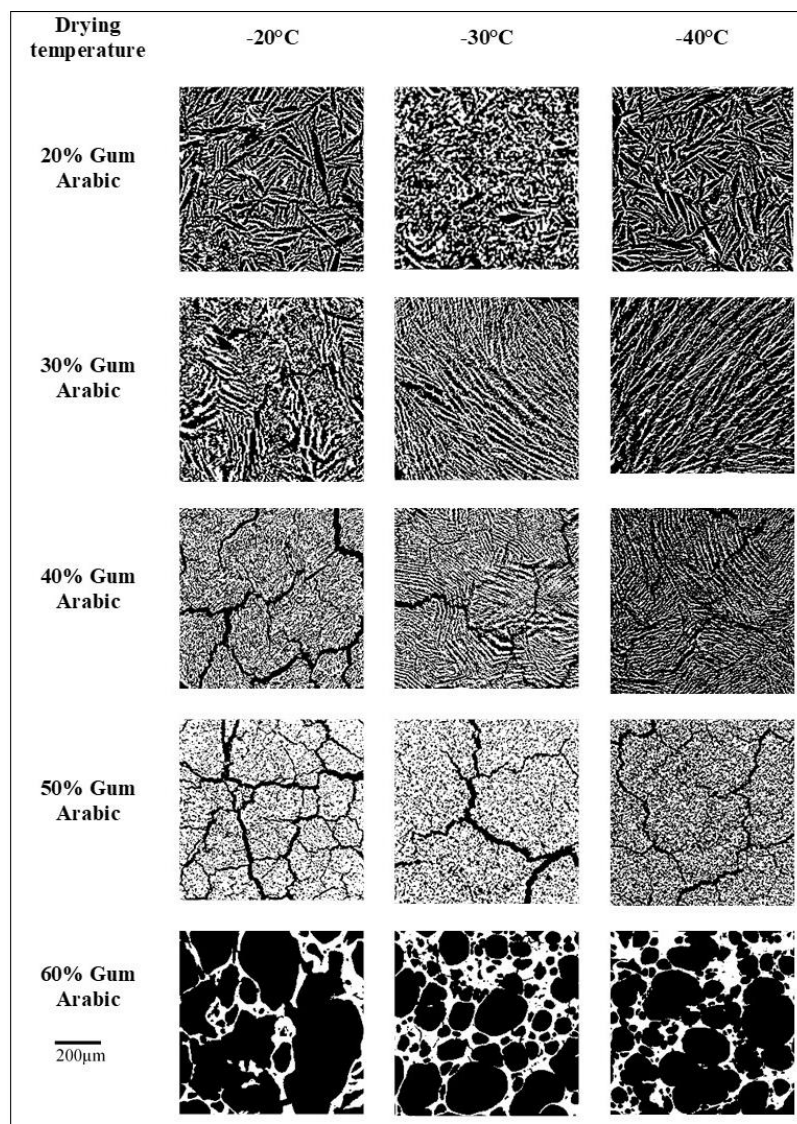 Drying
temperature
-20°C
-30°C
-40°C
20% Gum
Arabic
30% Gum
Arabic
40% Gum
Arabic
50% Gum
Arabic
60% Gum
Arabic
200μm